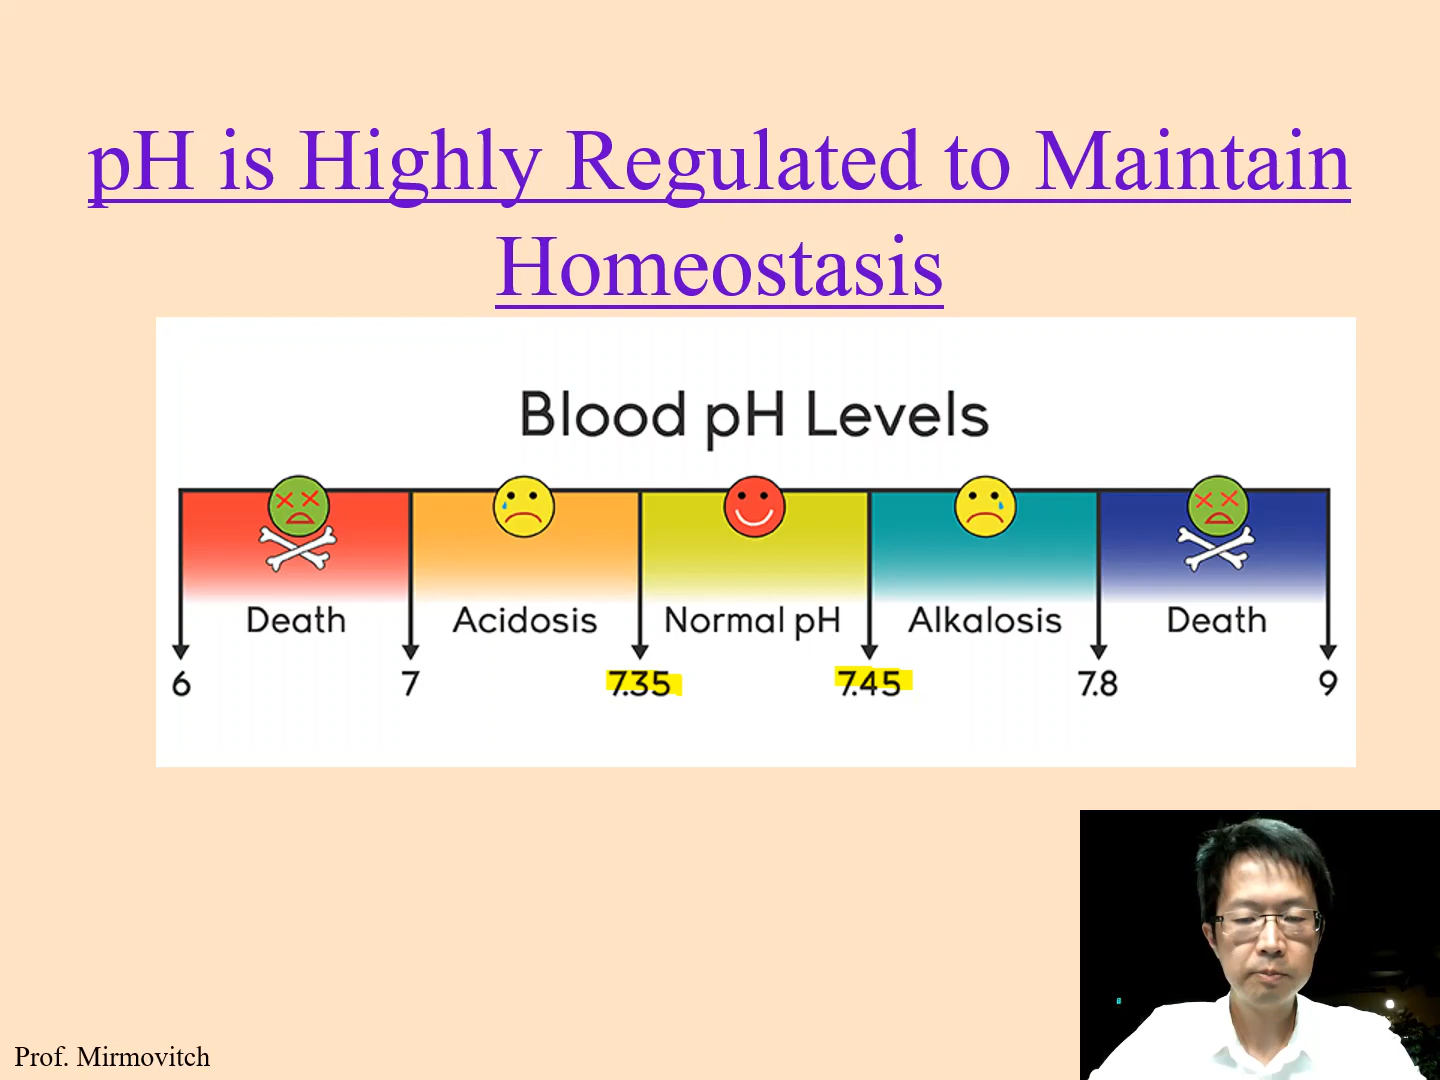 pH is Highly Regulated to Maintain
Homeostasis
Blood pH Levels
Death Acidosis Normal pH Alkalosis Death
6 7 7.35 7.45 7.8 9
Prof. Mirmovitch